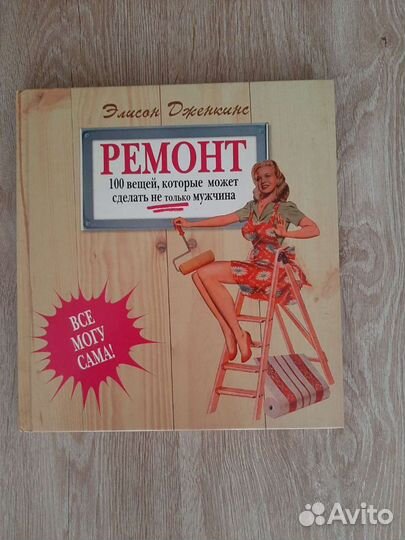 Элисон Дженкинс
РЕМОНТ
100 вещей, которые может
сделать не только мужчина
ВСЕ
МОГУ
САМА!
Avito